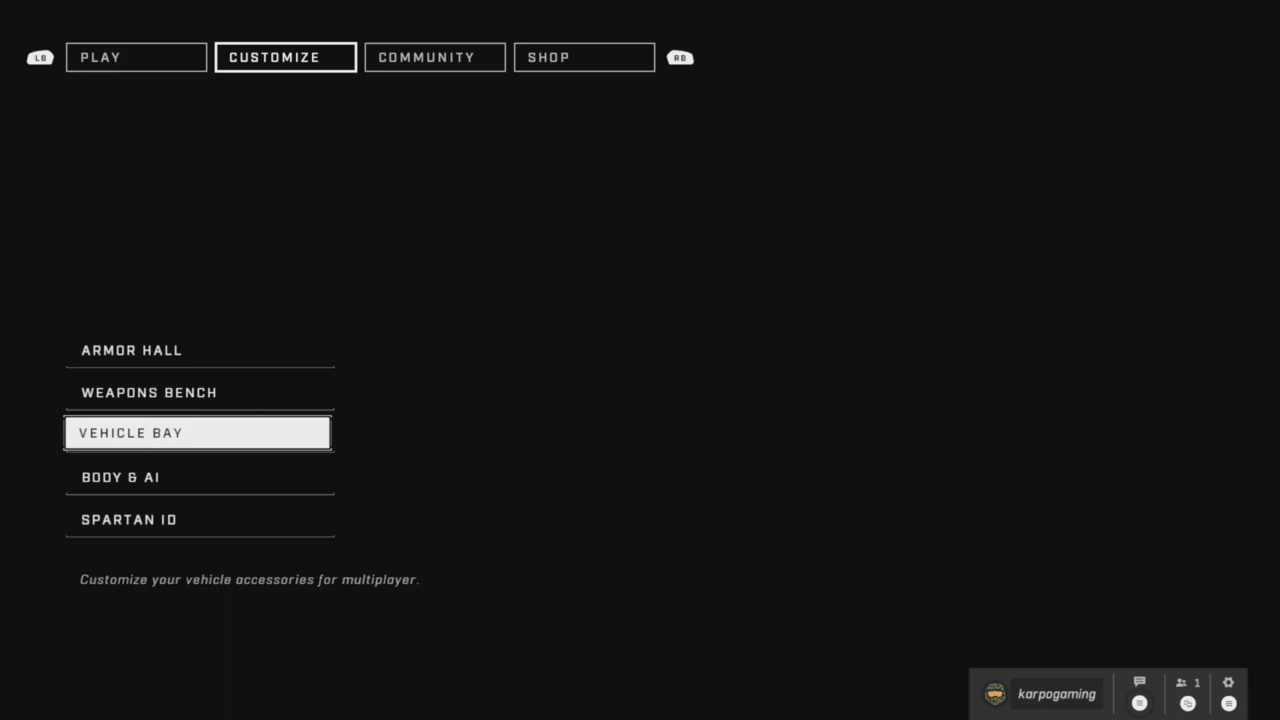 LB PLAY CUSTOMIZE COMMUNITY SHOP RB
ARMOR HALL
WEAPONS BENCH
VEHICLE BAY
BODY & AI
SPARTAN ID
Customize your vehicle accessories for multiplayer.
karpogaming 1